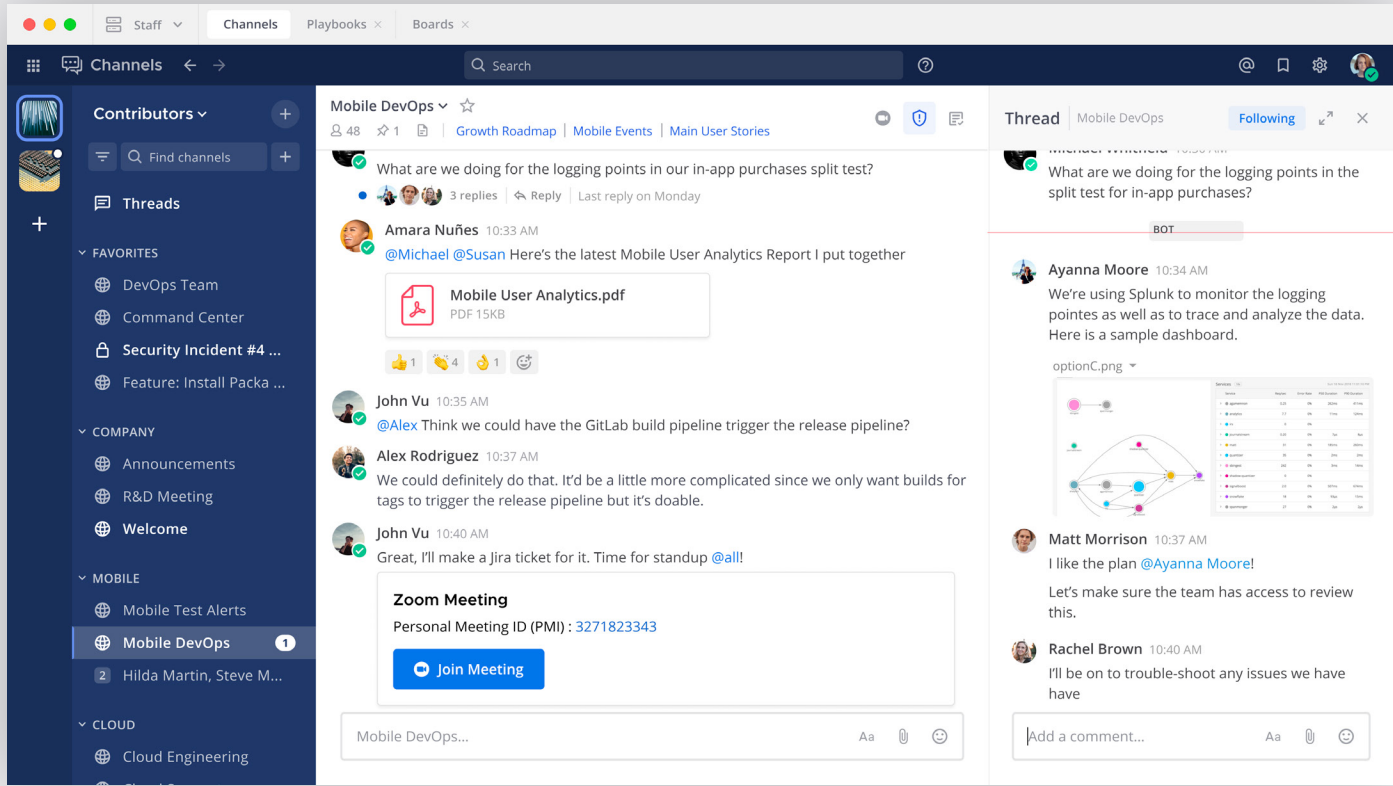 Staff
Channels
Playbooks
Boards
Channels
Search
Contributors
Find channels
Threads
FAVORITES
DevOps Team
Command Center
Security Incident #4 ...
Feature: Install Packa ...
COMPANY
Announcements
R&D Meeting
Welcome
MOBILE
Mobile Test Alerts
Mobile DevOps 1
2 Hilda Martin, Steve M...
CLOUD
Cloud Engineering
Mobile DevOps
48 1 Growth Roadmap Mobile Events Main User Stories
What are we doing for the logging points in our in-app purchases split test?
3 replies Reply Last reply on Monday
Amara Nuñes 10:33 AM
@Michael @Susan Here’s the latest Mobile User Analytics Report I put together
Mobile User Analytics.pdf
PDF 15KB
1 4 1
John Vu 10:35 AM
@Alex Think we could have the GitLab build pipeline trigger the release pipeline?
Alex Rodriguez 10:37 AM
We could definitely do that. It’d be a little more complicated since we only want builds for
tags to trigger the release pipeline but it’s doable.
John Vu 10:40 AM
Great, I’ll make a Jira ticket for it. Time for standup @all!
Zoom Meeting
Personal Meeting ID (PMI) : 3271823343
Join Meeting
Mobile DevOps...
Aa
Thread Mobile DevOps Following
Michael Whitfield 10:30 AM
What are we doing for the logging points in the
split test for in-app purchases?
BOT
Ayanna Moore 10:34 AM
We’re using Splunk to monitor the logging
pointes as well as to trace and analyze the data.
Here is a sample dashboard.
optionC.png
Services
Matt Morrison 10:37 AM
I like the plan @Ayanna Moore!
Let’s make sure the team has access to review
this.
Rachel Brown 10:40 AM
I’ll be on to trouble-shoot any issues we have
have
Add a comment...
Aa